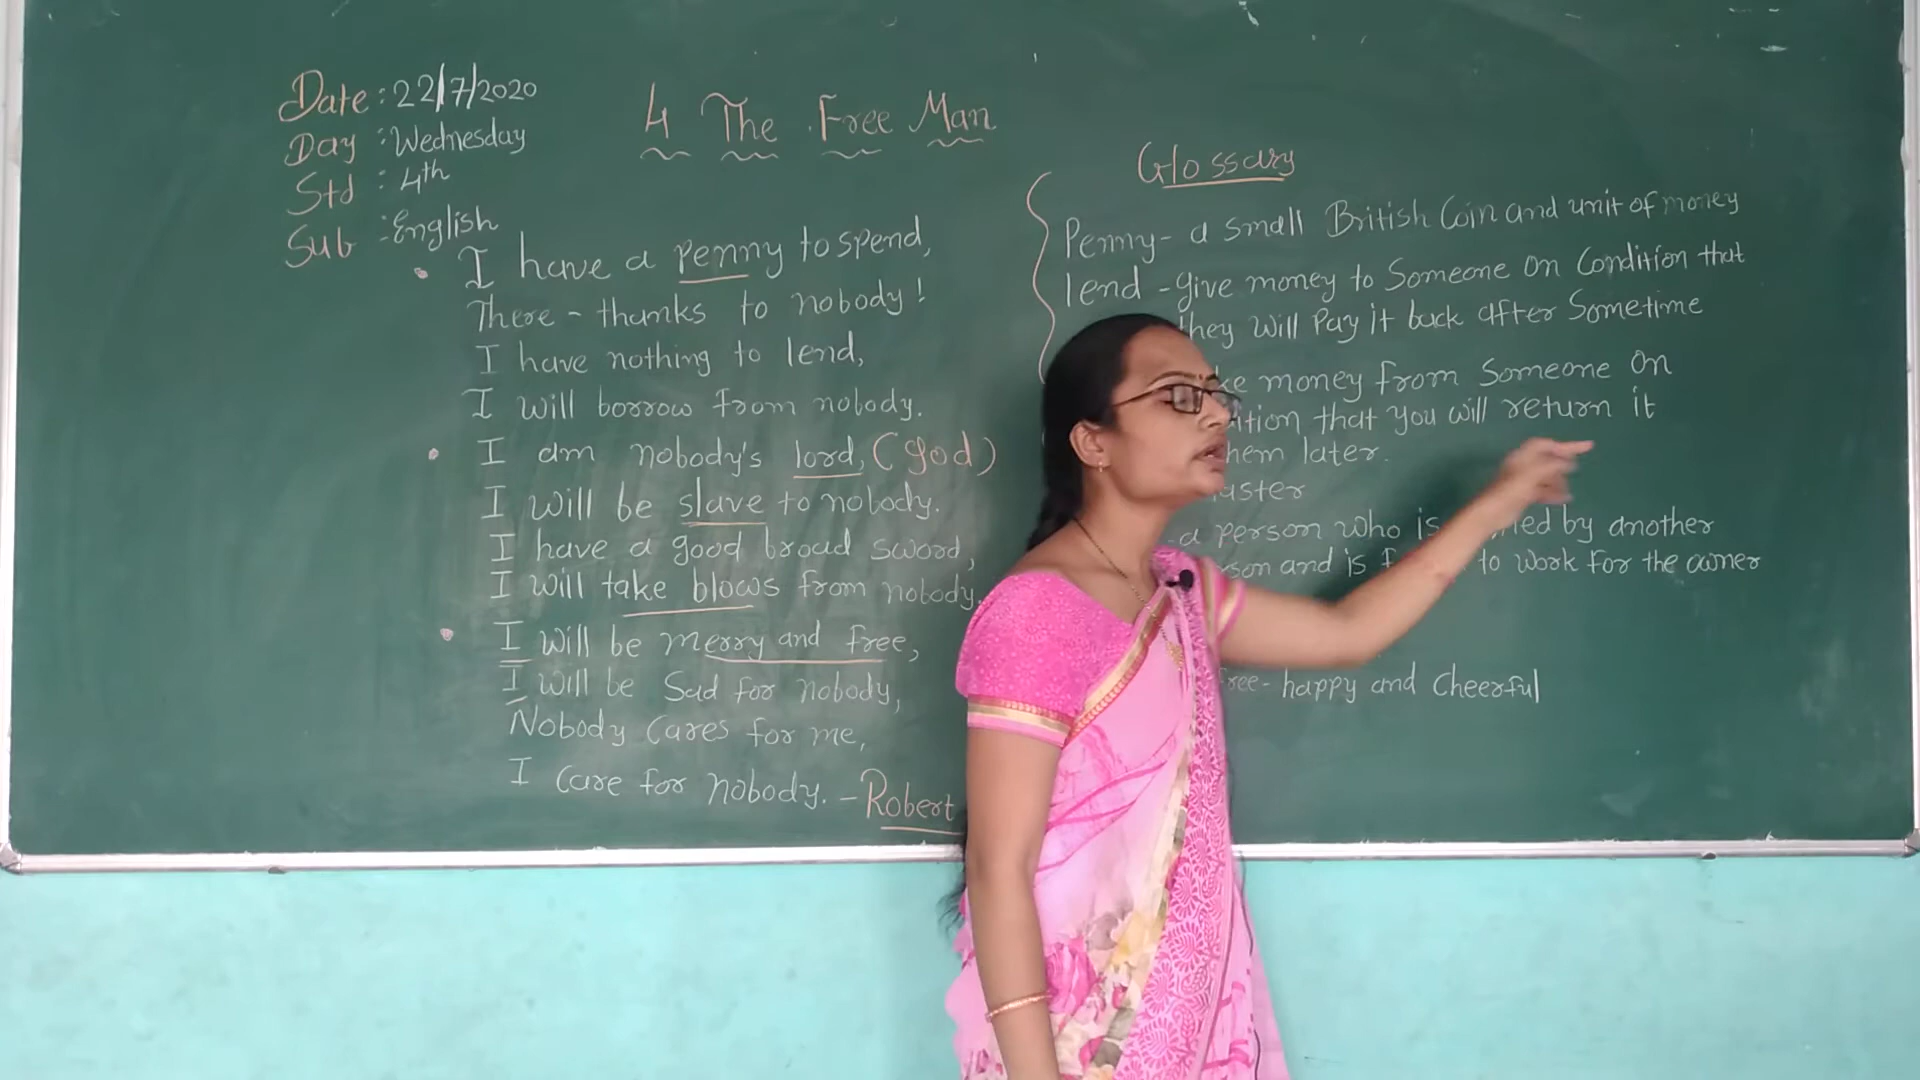 Date : 22/7/2020
Day : Wednesday
Std : 4th
Sub : English
4 The Free Man
I have a penny to spend,
There - thanks to nobody!
I have nothing to lend,
I will borrow from nobody.
I am nobody's lord, (god)
I will be slave to nobody.
I have a good broad sword,
I will take blows from nobody.
I will be merry and free,
I will be Sad for nobody,
Nobody Cares for me,
I Care for nobody. - Robert
Glossary
Penny - a small British Coin and unit of money
lend - give money to Someone on Condition that
they will Pay it back after Sometime
money from Someone on
that you will return it
later.
a person who is by another
and is to work for the owner
free - happy and Cheerful